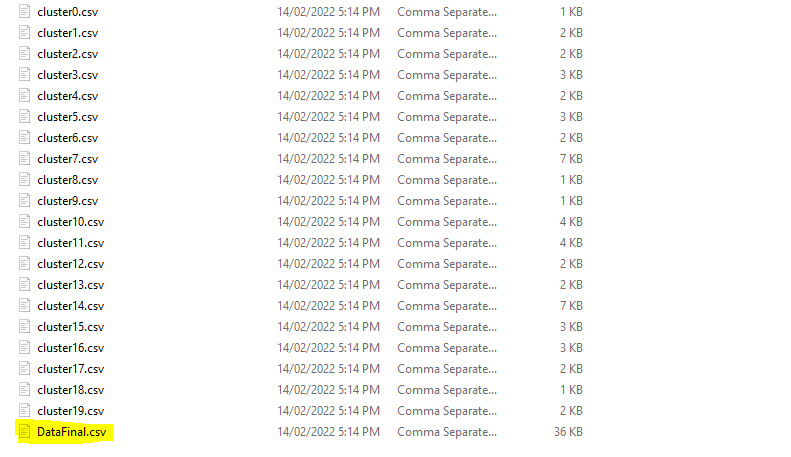 cluster0.csv 14/02/2022 5:14 PM Comma Separate... 1 KB
cluster1.csv 14/02/2022 5:14 PM Comma Separate... 2 KB
cluster2.csv 14/02/2022 5:14 PM Comma Separate... 2 KB
cluster3.csv 14/02/2022 5:14 PM Comma Separate... 3 KB
cluster4.csv 14/02/2022 5:14 PM Comma Separate... 2 KB
cluster5.csv 14/02/2022 5:14 PM Comma Separate... 3 KB
cluster6.csv 14/02/2022 5:14 PM Comma Separate... 2 KB
cluster7.csv 14/02/2022 5:14 PM Comma Separate... 7 KB
cluster8.csv 14/02/2022 5:14 PM Comma Separate... 1 KB
cluster9.csv 14/02/2022 5:14 PM Comma Separate... 1 KB
cluster10.csv 14/02/2022 5:14 PM Comma Separate... 4 KB
cluster11.csv 14/02/2022 5:14 PM Comma Separate... 4 KB
cluster12.csv 14/02/2022 5:14 PM Comma Separate... 2 KB
cluster13.csv 14/02/2022 5:14 PM Comma Separate... 2 KB
cluster14.csv 14/02/2022 5:14 PM Comma Separate... 7 KB
cluster15.csv 14/02/2022 5:14 PM Comma Separate... 3 KB
cluster16.csv 14/02/2022 5:14 PM Comma Separate... 3 KB
cluster17.csv 14/02/2022 5:14 PM Comma Separate... 2 KB
cluster18.csv 14/02/2022 5:14 PM Comma Separate... 1 KB
cluster19.csv 14/02/2022 5:14 PM Comma Separate... 2 KB
DataFinal.csv 14/02/2022 5:14 PM Comma Separate... 36 KB